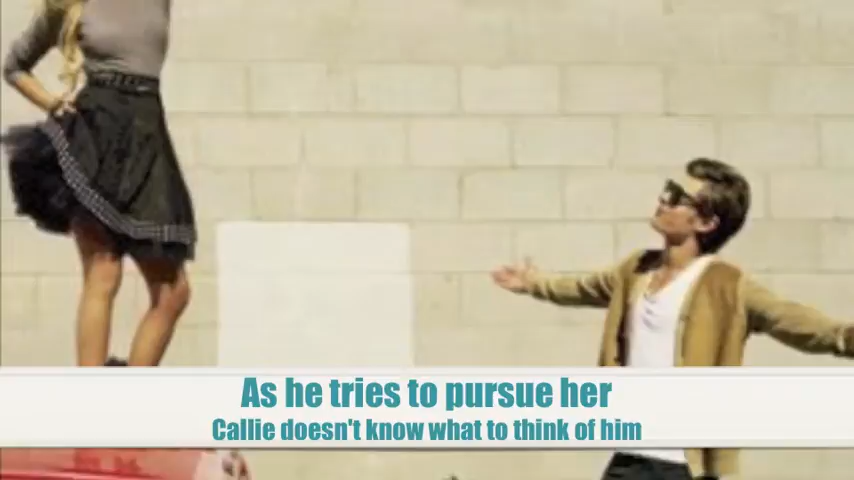 As he tries to pursue her
Callie doesn't know what to think of him